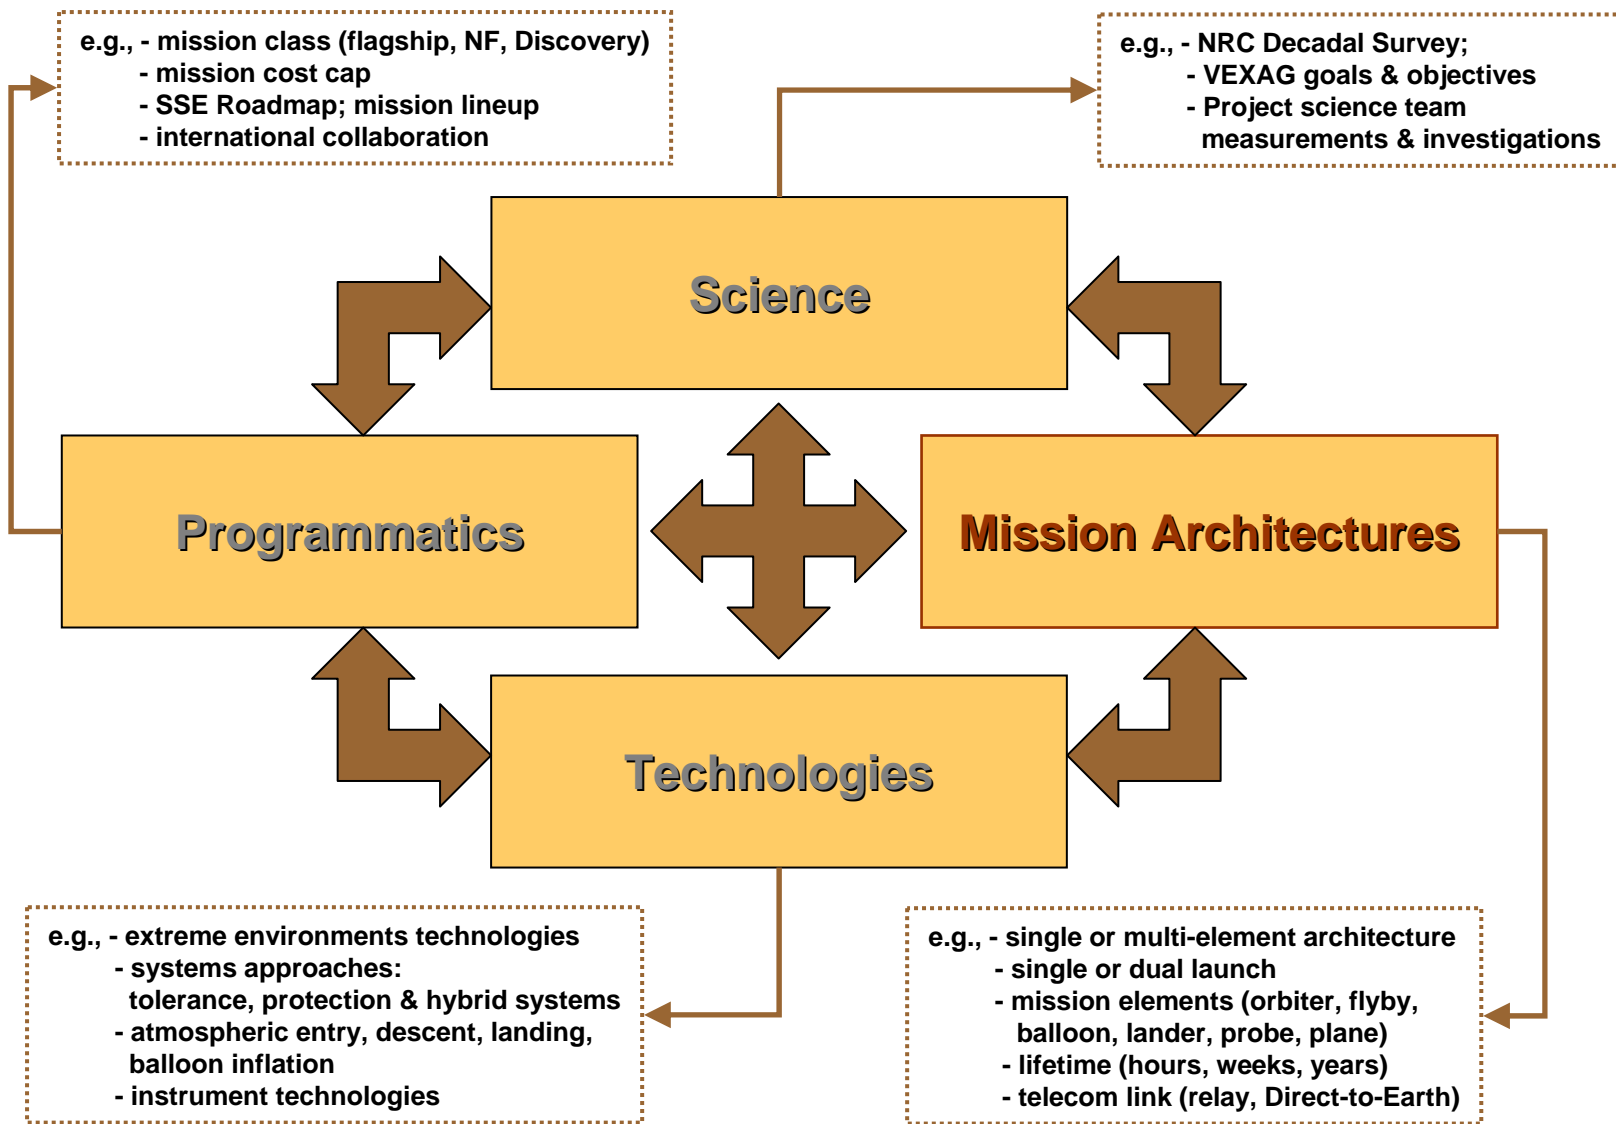 e.g., - mission class (flagship, NF, Discovery)
- mission cost cap
- SSE Roadmap; mission lineup
- international collaboration
e.g., - NRC Decadal Survey;
- VEXAG goals & objectives
- Project science team
measurements & investigations
Science
Programmatics
Mission Architectures
Technologies
e.g., - extreme environments technologies
- systems approaches:
tolerance, protection & hybrid systems
- atmospheric entry, descent, landing,
balloon inflation
- instrument technologies
e.g., - single or multi-element architecture
- single or dual launch
- mission elements (orbiter, flyby,
balloon, lander, probe, plane)
- lifetime (hours, weeks, years)
- telecom link (relay, Direct-to-Earth)